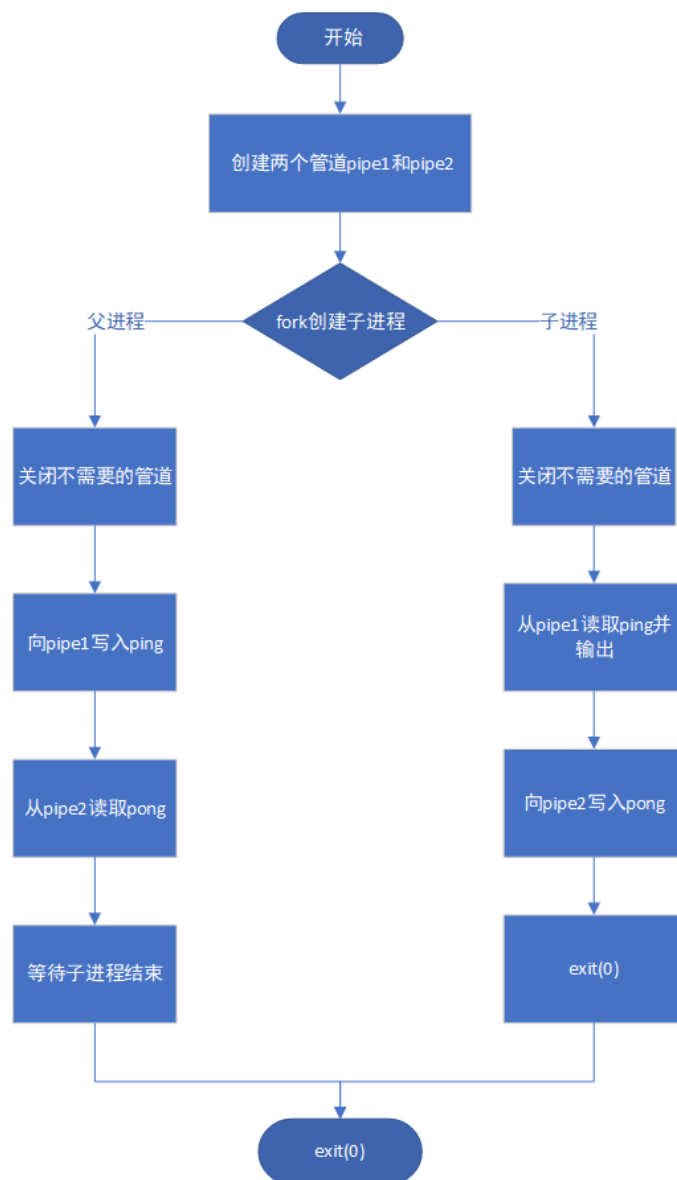 开始
创建两个管道pipe1和pipe2
fork创建子进程
父进程
子进程
关闭不需要的管道
向pipe1写入ping
从pipe2读取pong
等待子进程结束
关闭不需要的管道
从pipe1读取ping并
输出
向pipe2写入pong
exit(0)
exit(0)